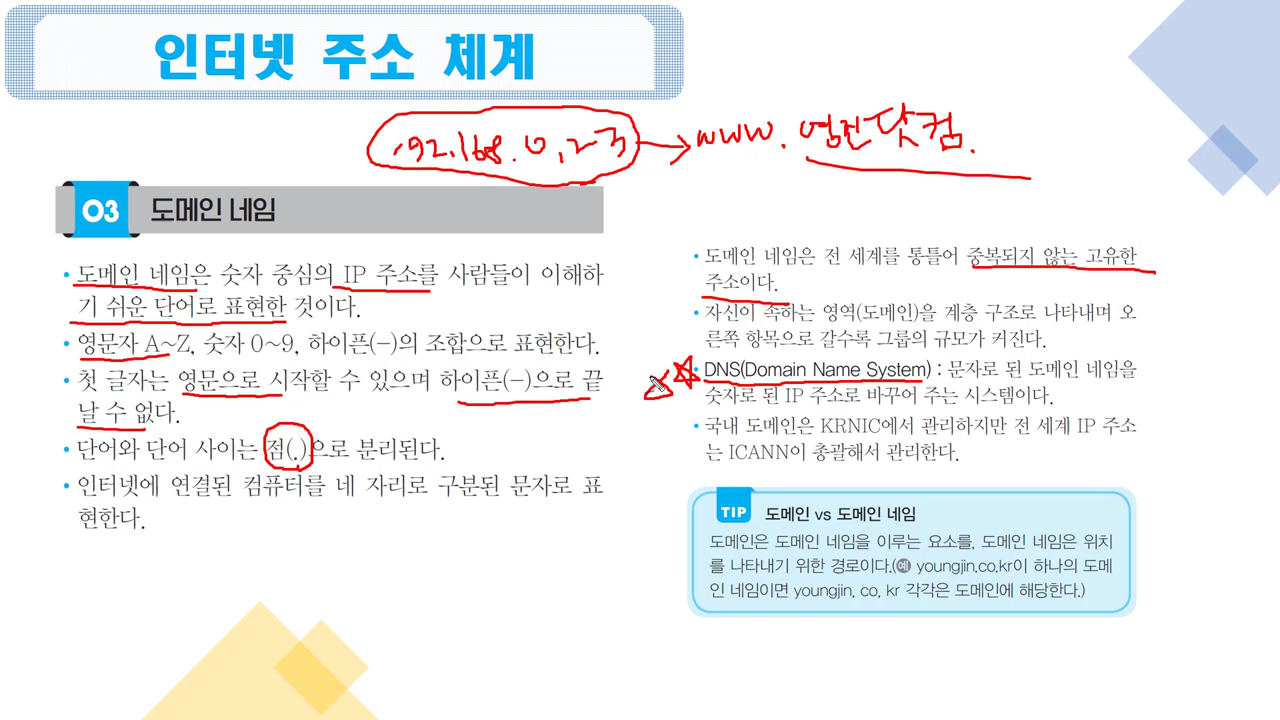 인터넷 주소 체계
192.168.0.23 → www.영진닷컴.
03 도메인 네임
• 도메인 네임은 숫자 중심의 IP 주소를 사람들이 이해하
기 쉬운 단어로 표현한 것이다.
• 영문자 A~Z, 숫자 0~9, 하이픈(-)의 조합으로 표현한다.
• 첫 글자는 영문으로 시작할 수 있으며 하이픈(-)으로 끝
날 수 없다.
• 단어와 단어 사이는 점(.)으로 분리된다.
• 인터넷에 연결된 컴퓨터를 네 자리로 구분된 문자로 표
현한다.
• 도메인 네임은 전 세계를 통틀어 중복되지 않는 고유한
주소이다.
• 자신이 속하는 영역(도메인)을 계층 구조로 나타내며 오
른쪽 항목으로 갈수록 그룹의 규모가 커진다.
• DNS(Domain Name System) : 문자로 된 도메인 네임을
숫자로 된 IP 주소로 바꾸어 주는 시스템이다.
• 국내 도메인은 KRNIC에서 관리하지만 전 세계 IP 주소
는 ICANN이 총괄해서 관리한다.
TIP 도메인 vs 도메인 네임
도메인은 도메인 네임을 이루는 요소를, 도메인 네임은 위치
를 나타내기 위한 경로이다.(예 youngjin.co.kr이 하나의 도메
인 네임이면 youngjin, co, kr 각각은 도메인에 해당한다.)